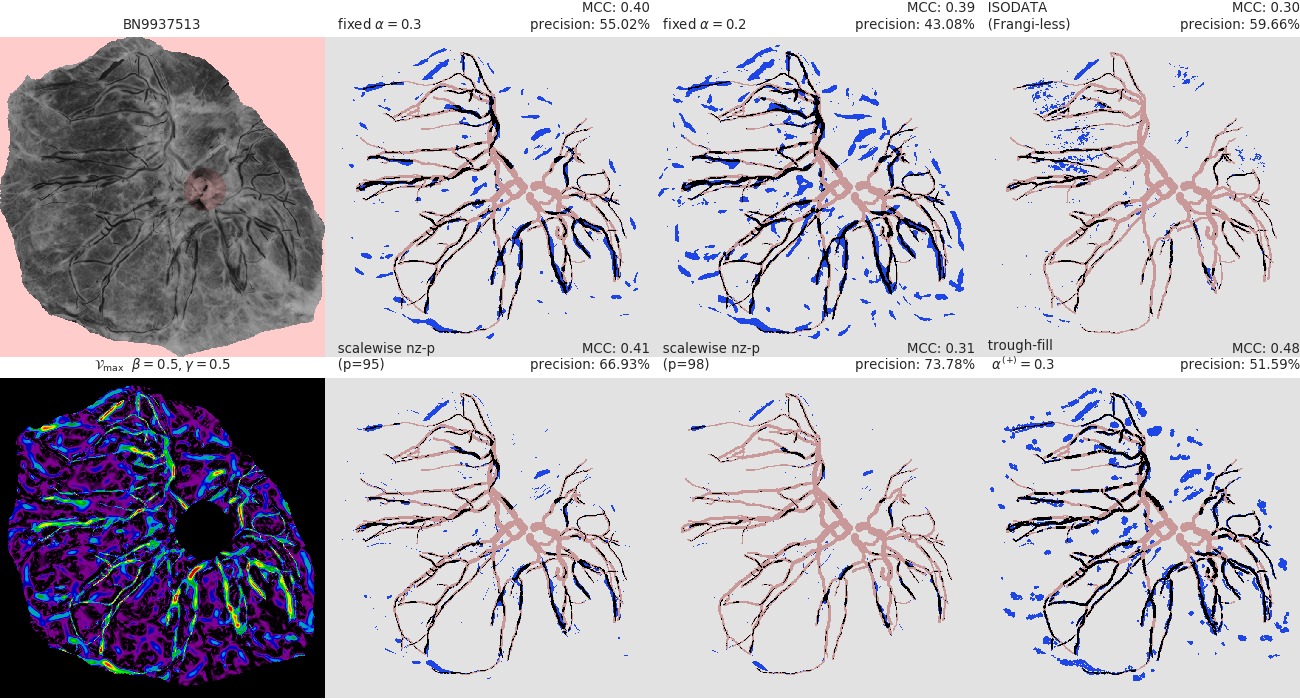 BN9937513
fixed α = 0.3
MCC: 0.40
precision: 55.02%
fixed α = 0.2
MCC: 0.39
precision: 43.08%
ISODATA
(Frangi-less)
MCC: 0.30
precision: 59.66%
𝒱max β = 0.5, γ = 0.5
scalewise nz-p
(p=95)
MCC: 0.41
precision: 66.93%
scalewise nz-p
(p=98)
MCC: 0.31
precision: 73.78%
trough-fill
α(+) = 0.3
MCC: 0.48
precision: 51.59%